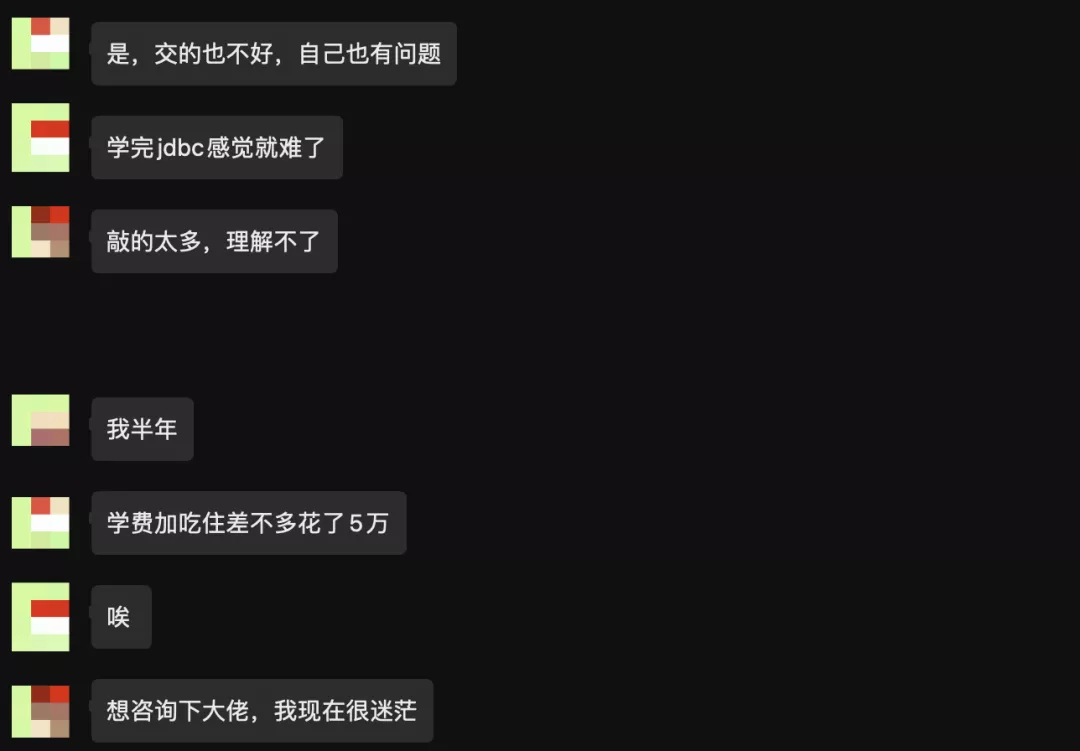 是，交的也不好，自己也有问题
学完jdbc感觉就难了
敲的太多，理解不了
我半年
学费加吃住差不多花了5万
唉
想咨询下大佬，我现在很迷茫